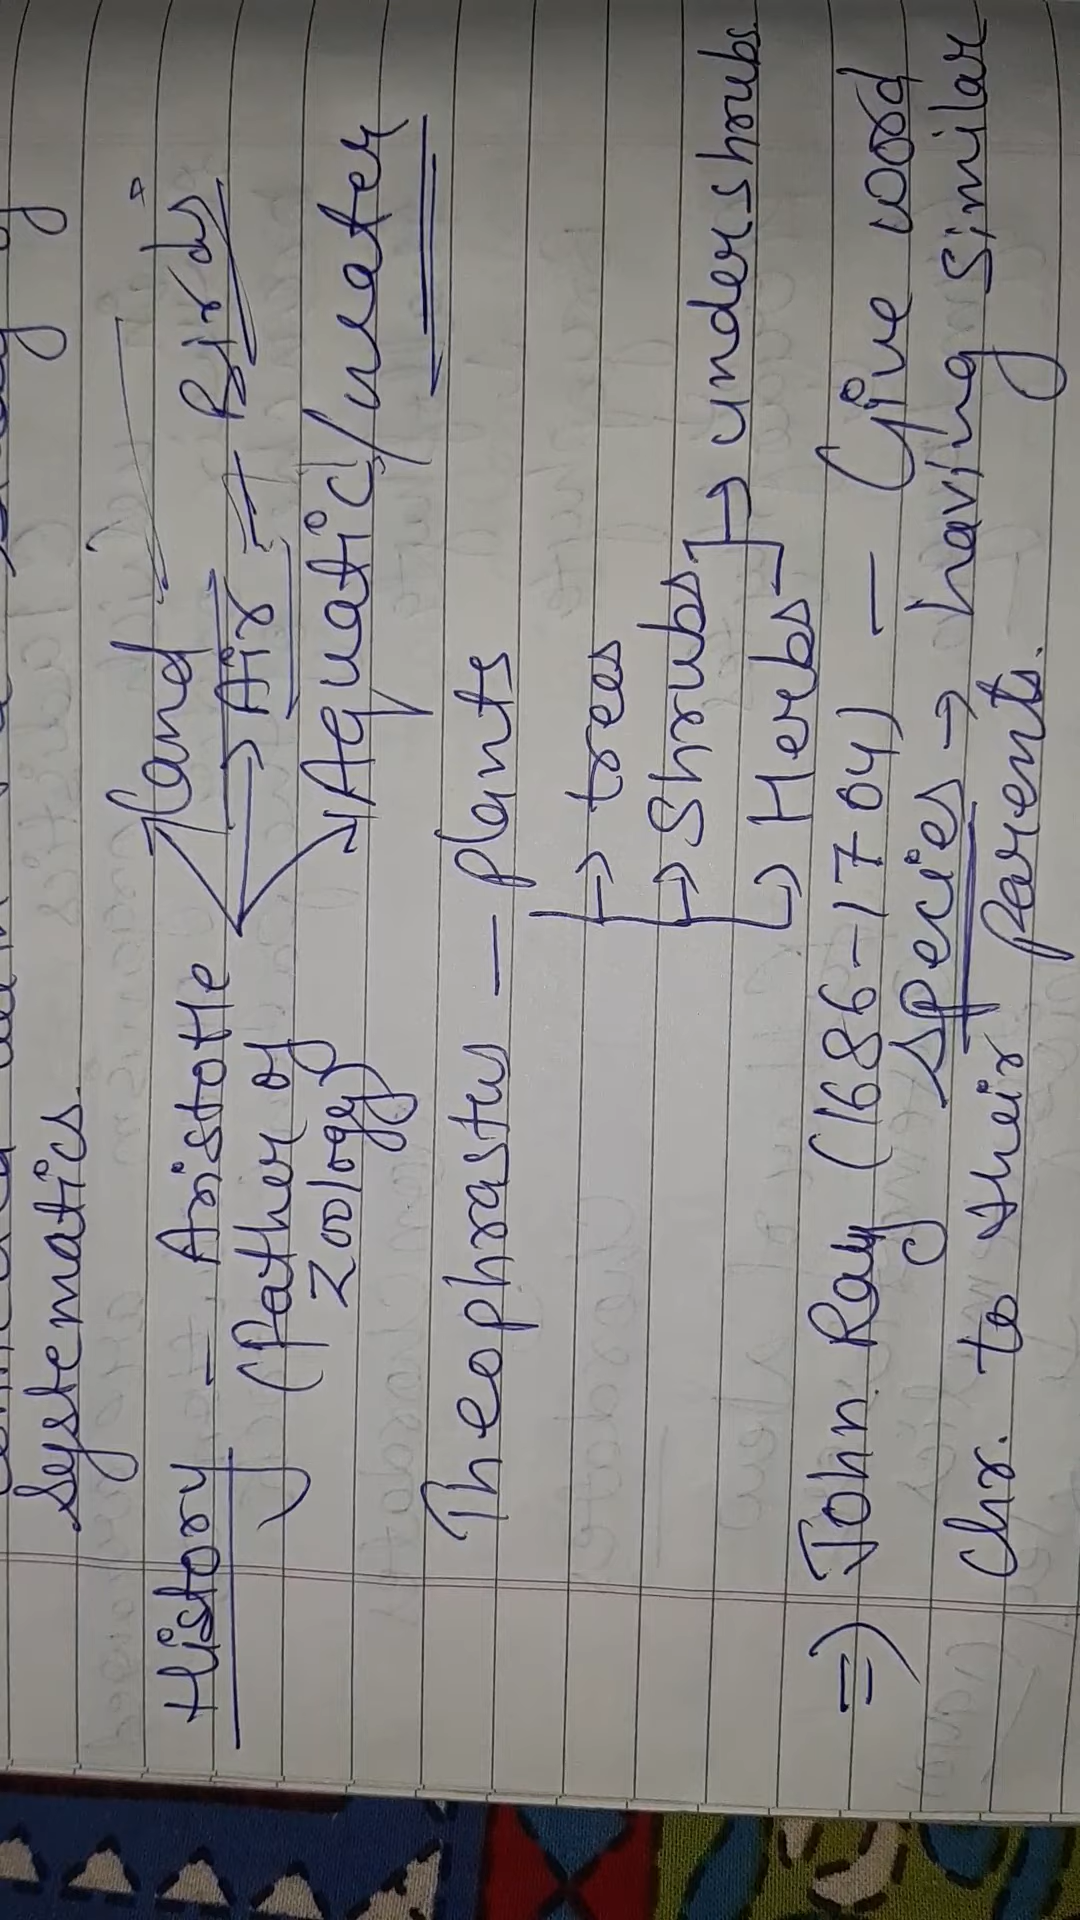 Systematics.
History - Aristotle → Land
→ Air → Birds
(Father of Zoology) → Aquatic/water
Theophrastus - plants
→ trees
→ Shrubs → undershrubs
→ Herbs
⇒ John Ray (1686-1704) - Give word
Species → having similar
Chr. to their parents.